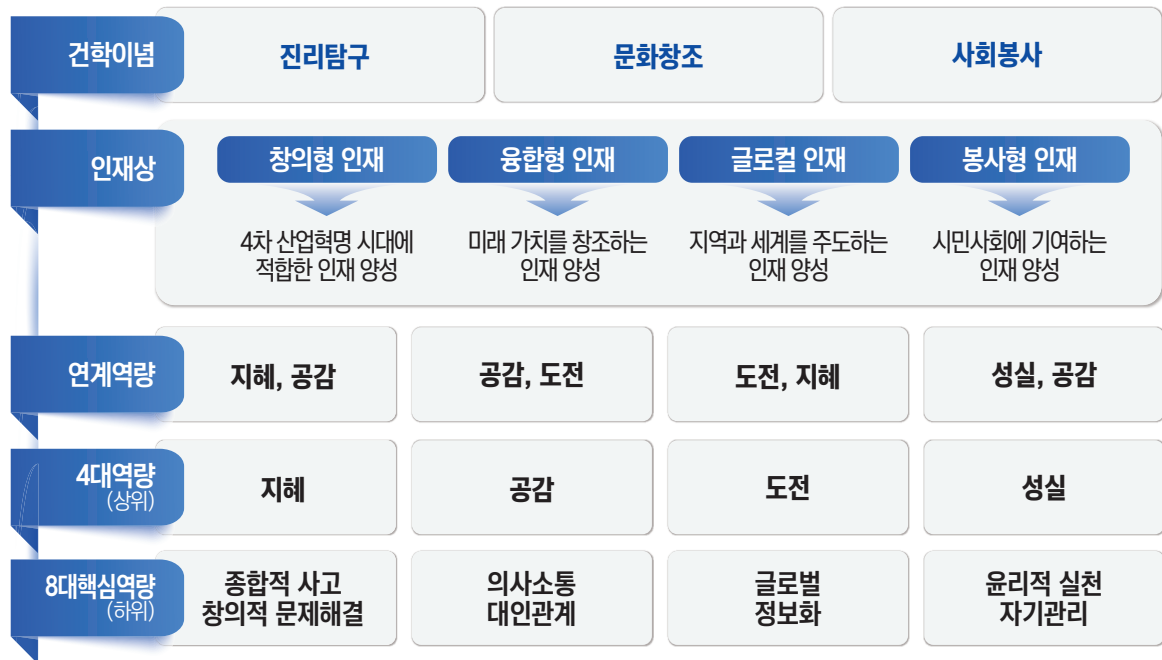 건학이념
진리탐구
문화창조
사회봉사
인재상
창의형 인재
융합형 인재
글로컬 인재
봉사형 인재
4차 산업혁명 시대에
적합한 인재 양성
미래 가치를 창조하는
인재 양성
지역과 세계를 주도하는
인재 양성
시민사회에 기여하는
인재 양성
연계역량
지혜, 공감
공감, 도전
도전, 지혜
성실, 공감
4대역량
(상위)
지혜
공감
도전
성실
8대핵심역량
(하위)
종합적 사고
창의적 문제해결
의사소통
대인관계
글로벌
정보화
윤리적 실천
자기관리